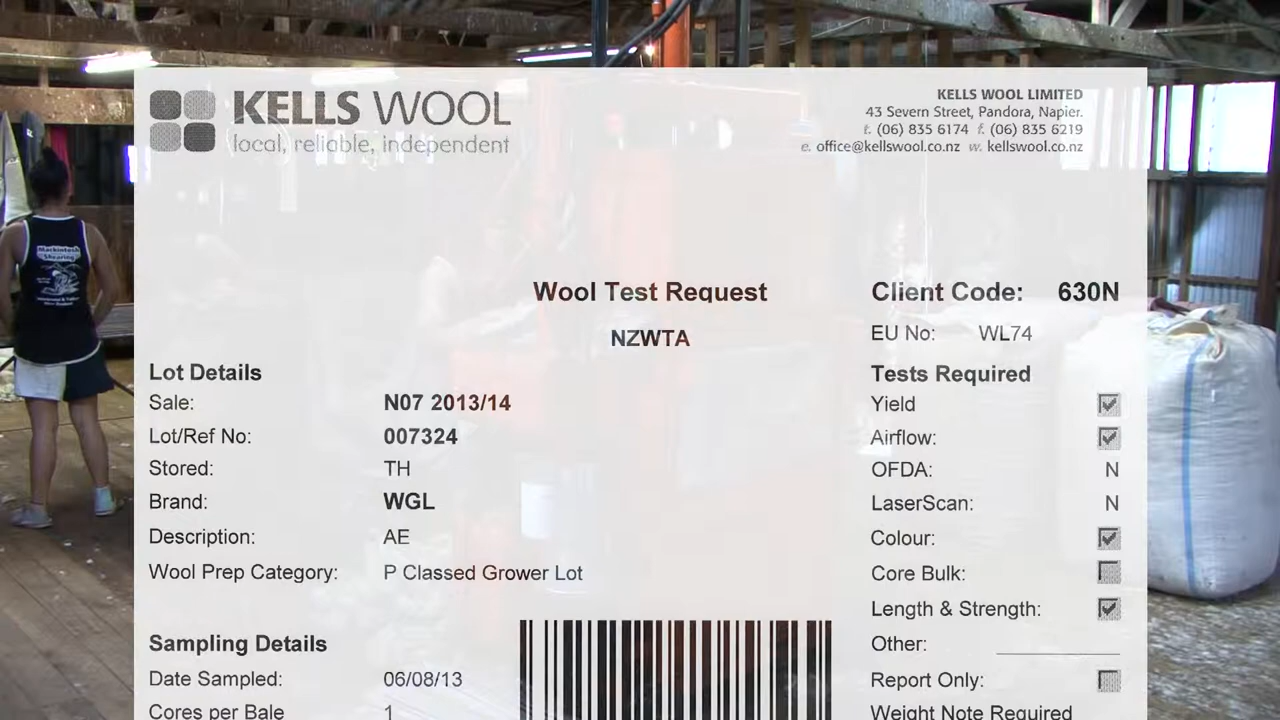 KELLS WOOL
local, reliable, independent
KELLS WOOL LIMITED
43 Severn Street, Pandora, Napier.
t. (06) 835 6174 f. (06) 835 6219
e. office@kellswool.co.nz w. kellswool.co.nz
Mackintosh
Shearing
Wool Test Request
NZWTA
Client Code: 630N
EU No: WL74
Lot Details
Sale: N07 2013/14
Lot/Ref No: 007324
Stored: TH
Brand: WGL
Description: AE
Wool Prep Category: P Classed Grower Lot
Tests Required
Yield
Airflow:
OFDA: N
LaserScan: N
Colour:
Core Bulk:
Length & Strength:
Other:
Report Only:
Weight Note Required
Sampling Details
Date Sampled: 06/08/13
Cores per Bale 1